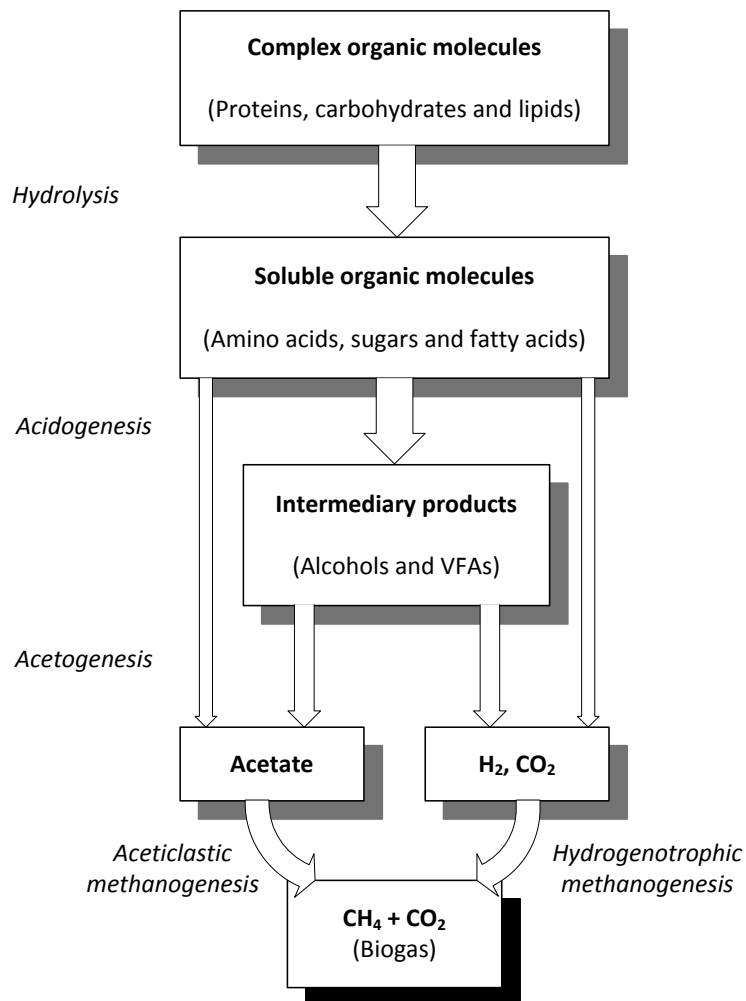 Complex organic molecules
(Proteins, carbohydrates and lipids)
Hydrolysis
Soluble organic molecules
(Amino acids, sugars and fatty acids)
Acidogenesis
Intermediary products
(Alcohols and VFAs)
Acetogenesis
Acetate
H₂, CO₂
Aceticlastic
methanogenesis
Hydrogenotrophic
methanogenesis
CH₄ + CO₂
(Biogas)